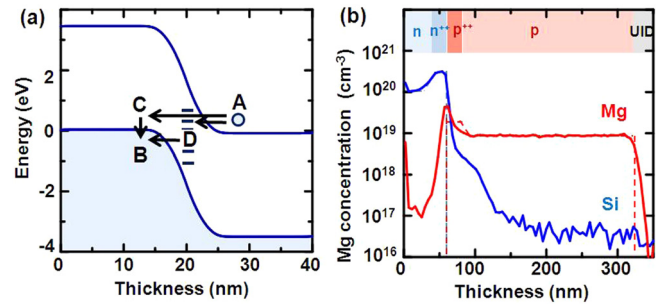 (a)
Energy (eV)
2
0
-2
-4
A
C
D
B
0 10 20 30 40
Thickness (nm)
(b)
n n++ p++ p UID
Mg concentration (cm-3)
10²¹
10²⁰
10¹⁹
10¹⁸
10¹⁷
10¹⁶
Mg
Si
0 100 200 300
Thickness (nm)